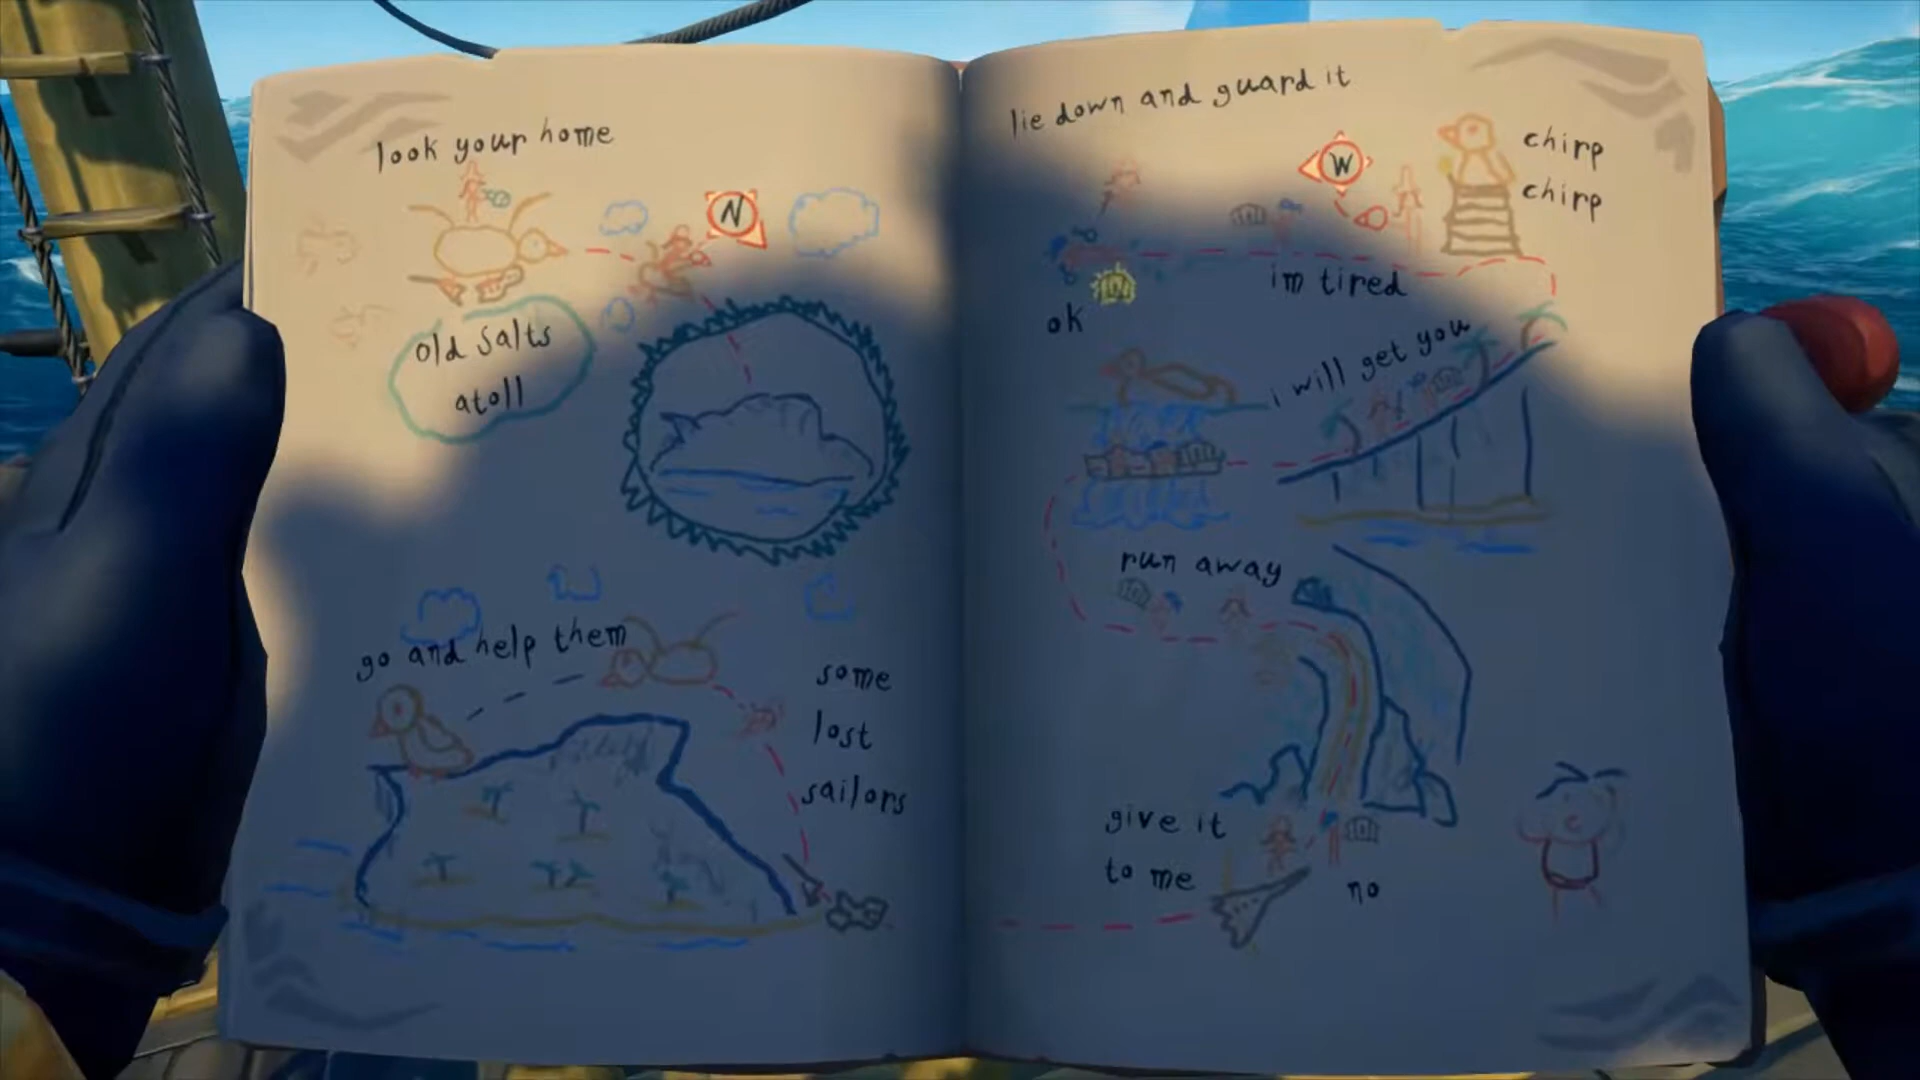 look your home
N
old salts
atoll
go and help them
some
lost
sailors
lie down and guard it
W
chirp
chirp
im tired
ok
i will get you
run away
give it
to me
no